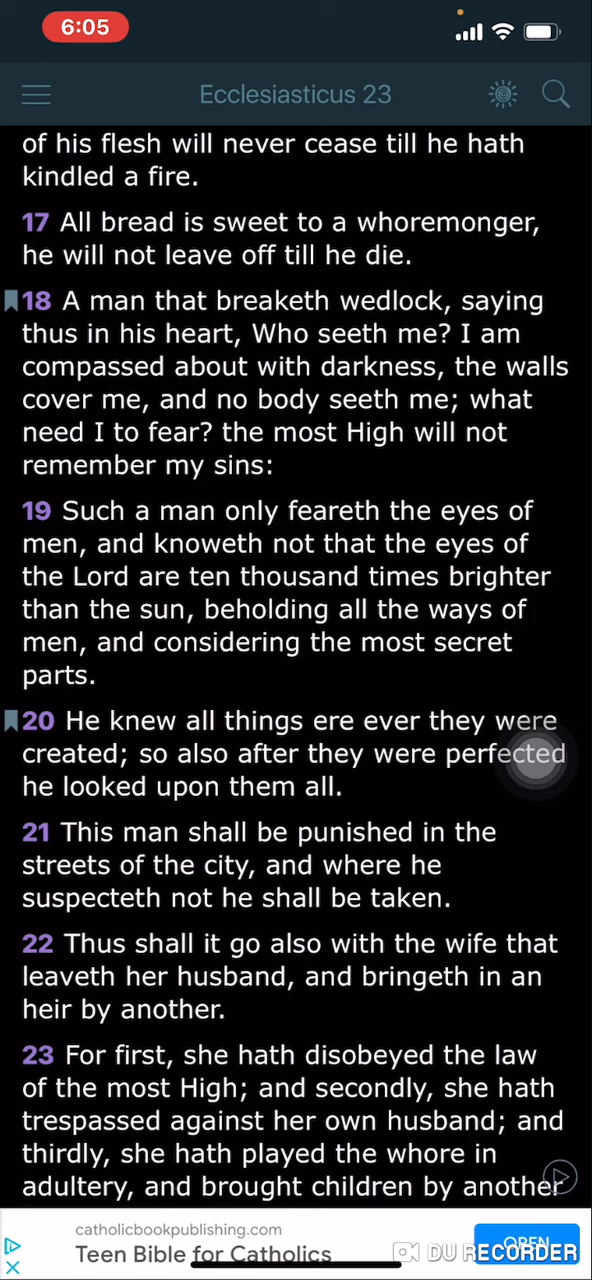 6:05
Ecclesiasticus 23
of his flesh will never cease till he hath
kindled a fire.
17 All bread is sweet to a whoremonger,
he will not leave off till he die.
18 A man that breaketh wedlock, saying
thus in his heart, Who seeth me? I am
compassed about with darkness, the walls
cover me, and no body seeth me; what
need I to fear? the most High will not
remember my sins:
19 Such a man only feareth the eyes of
men, and knoweth not that the eyes of
the Lord are ten thousand times brighter
than the sun, beholding all the ways of
men, and considering the most secret
parts.
20 He knew all things ere ever they were
created; so also after they were perfected
he looked upon them all.
21 This man shall be punished in the
streets of the city, and where he
suspecteth not he shall be taken.
22 Thus shall it go also with the wife that
leaveth her husband, and bringeth in an
heir by another.
23 For first, she hath disobeyed the law
of the most High; and secondly, she hath
trespassed against her own husband; and
thirdly, she hath played the whore in
adultery, and brought children by another
catholicbookpublishing.com
Teen Bible for Catholics
OPEN
DU RECORDER